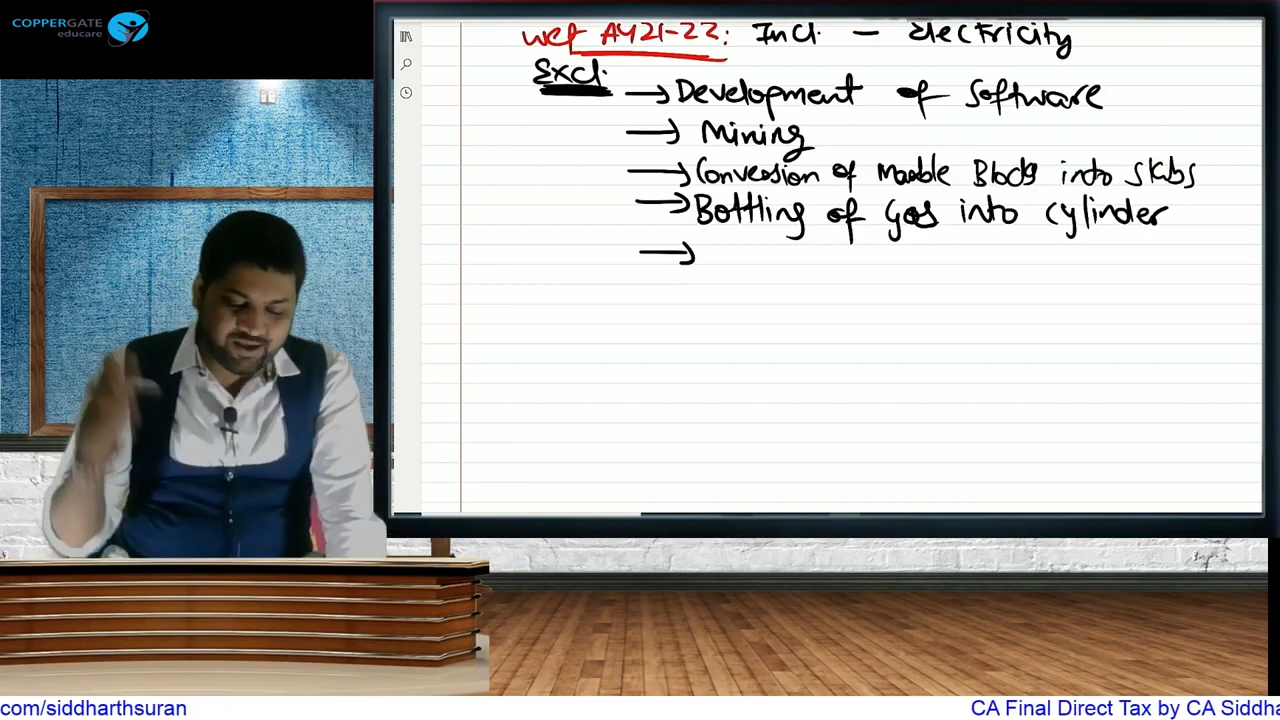 COPPERGATE
educare
wef AY21-22: Incl. - Electricity
Excl.
→ Development of Software
→ Mining
→ Conversion of Marble Blocks into Slabs
→ Bottling of gas into cylinder
→
com/siddharthsuran
CA Final Direct Tax by CA Siddha